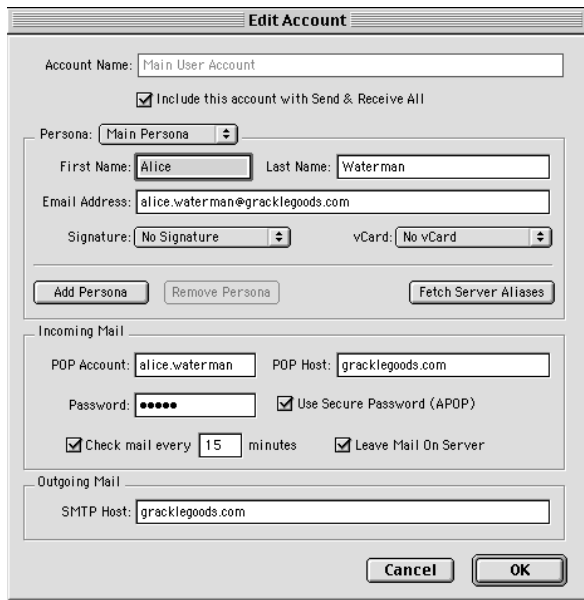 Edit Account
Account Name: Main User Account
Include this account with Send & Receive All
Persona: Main Persona
First Name: Alice Last Name: Waterman
Email Address: alice.waterman@gracklegoods.com
Signature: No Signature vCard: No vCard
Add Persona Remove Persona Fetch Server Aliases
Incoming Mail
POP Account: alice.waterman POP Host: gracklegoods.com
Password: ••••• Use Secure Password (APOP)
Check mail every 15 minutes Leave Mail On Server
Outgoing Mail
SMTP Host: gracklegoods.com
Cancel OK